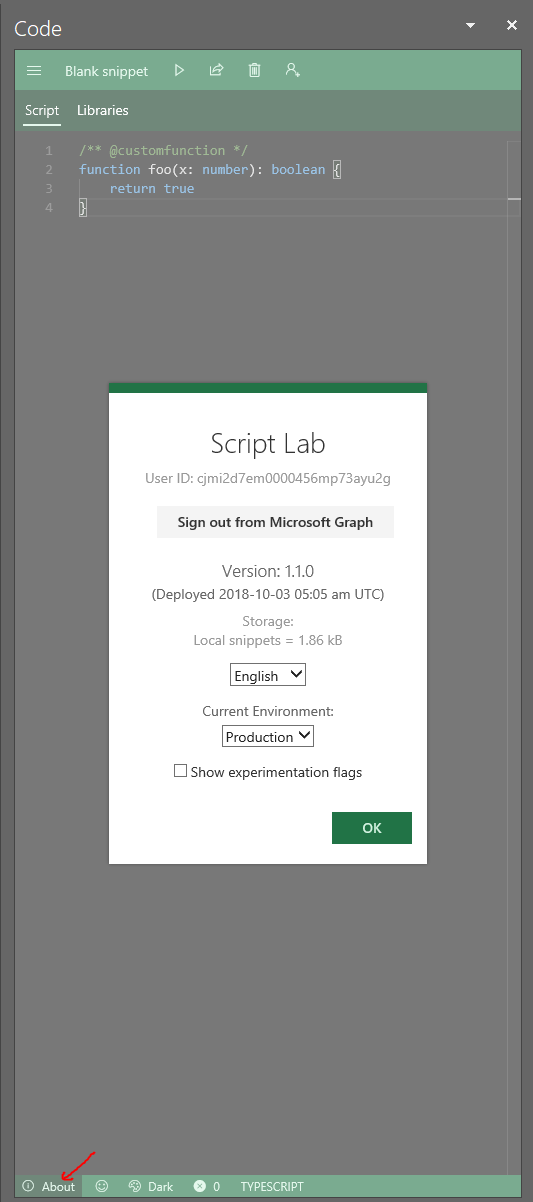 Code
Blank snippet
Script Libraries
1 /** @customfunction */
2 function foo(x: number): boolean {
3 return true
4 }
Script Lab
User ID: cjmi2d7em0000456mp73ayu2g
Sign out from Microsoft Graph
Version: 1.1.0
(Deployed 2018-10-03 05:05 am UTC)
Storage:
Local snippets = 1.86 kB
English
Current Environment:
Production
Show experimentation flags
OK
About Dark 0 TYPESCRIPT